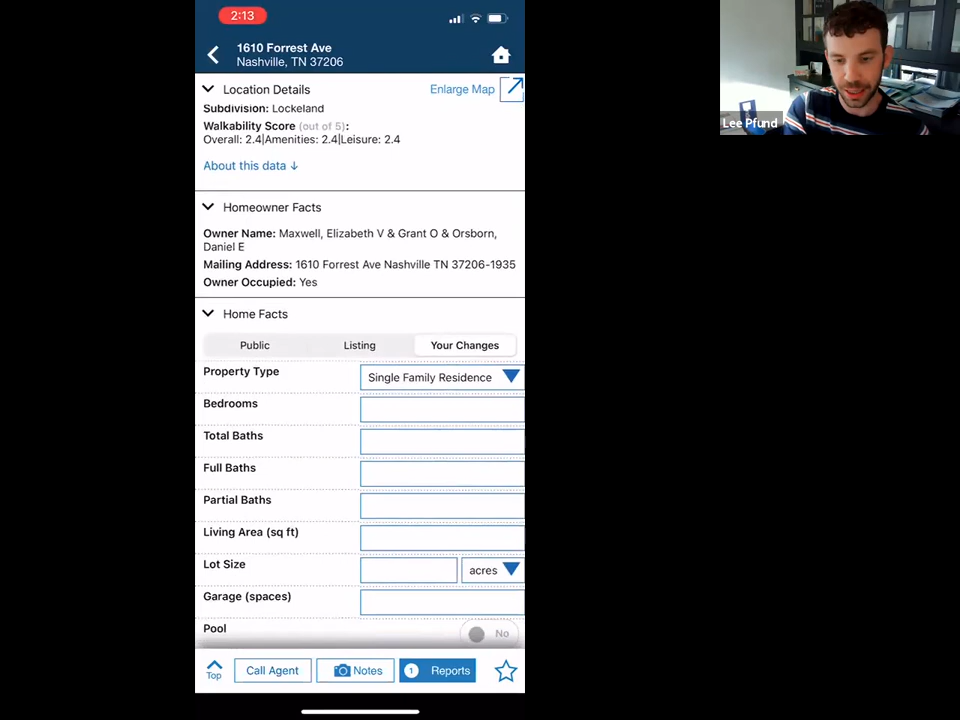 2:13
1610 Forrest Ave
Nashville, TN 37206
Location Details
Enlarge Map
Subdivision: Lockeland
Walkability Score (out of 5):
Overall: 2.4|Amenities: 2.4|Leisure: 2.4
About this data ↓
Homeowner Facts
Owner Name: Maxwell, Elizabeth V & Grant O & Orsborn,
Daniel E
Mailing Address: 1610 Forrest Ave Nashville TN 37206-1935
Owner Occupied: Yes
Home Facts
Public Listing Your Changes
Property Type Single Family Residence
Bedrooms
Total Baths
Full Baths
Partial Baths
Living Area (sq ft)
Lot Size acres
Garage (spaces)
Pool No
Top Call Agent Notes 1 Reports
Lee Pfund